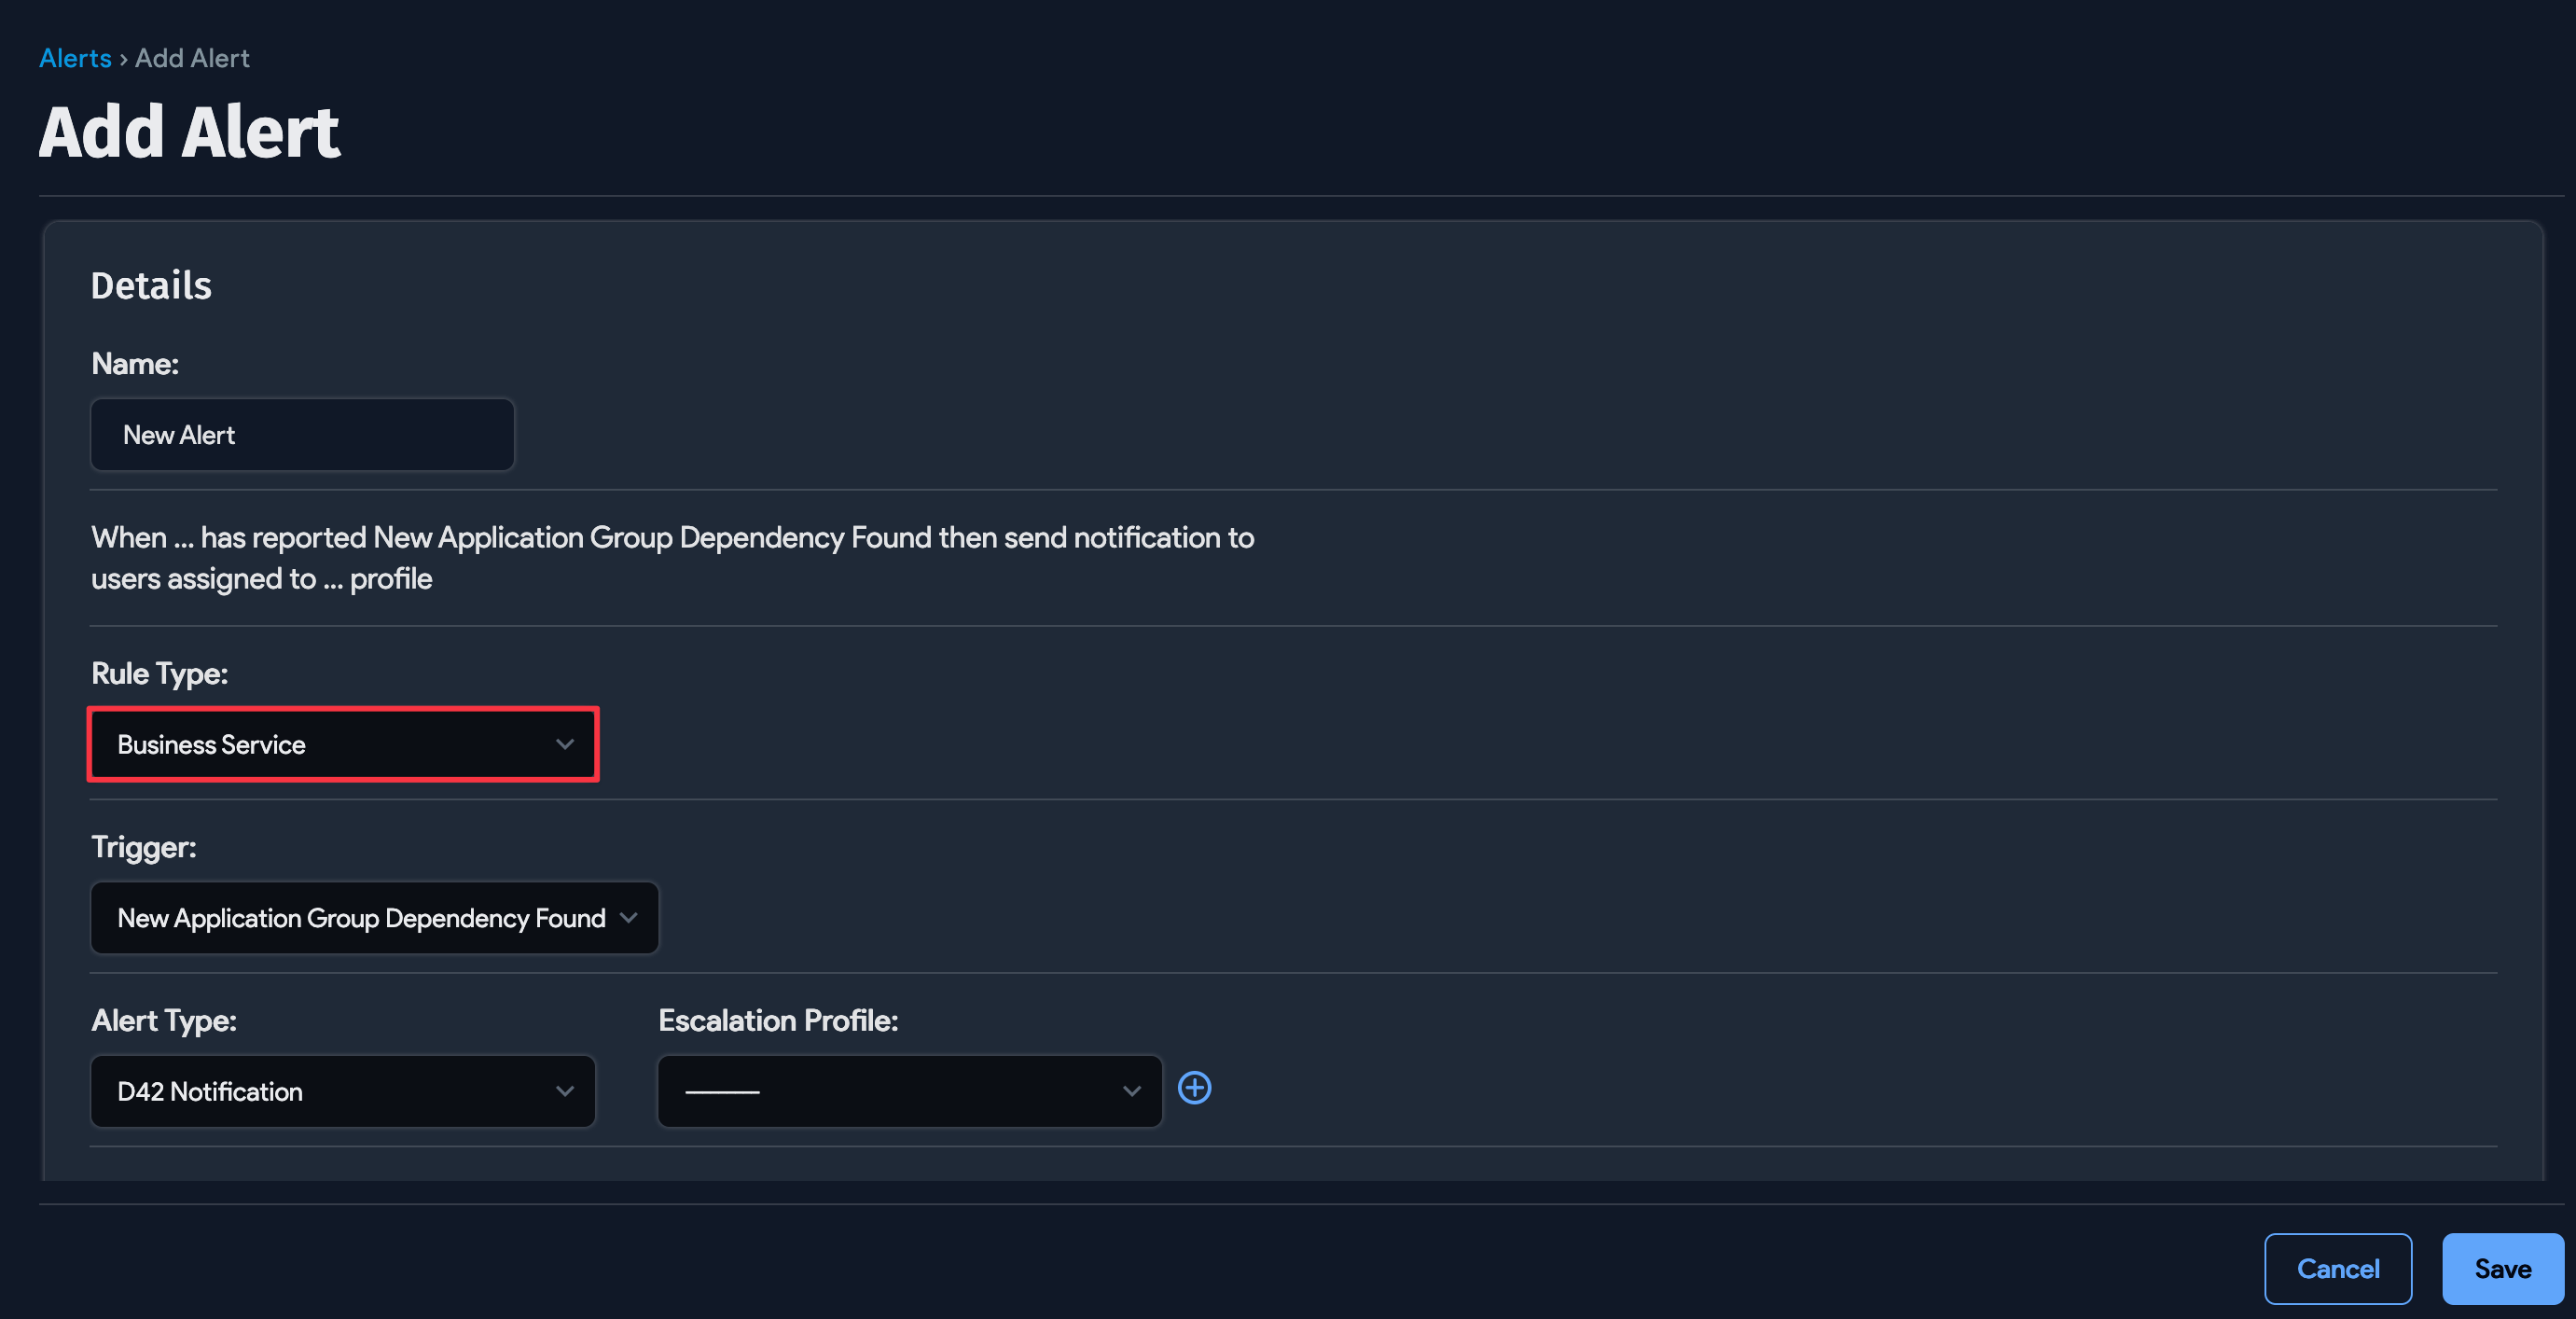 Alerts › Add Alert
Add Alert
Details
Name:
New Alert
When ... has reported New Application Group Dependency Found then send notification to
users assigned to ... profile
Rule Type:
Business Service
Trigger:
New Application Group Dependency Found
Alert Type:
Escalation Profile:
D42 Notification
---------
Cancel
Save